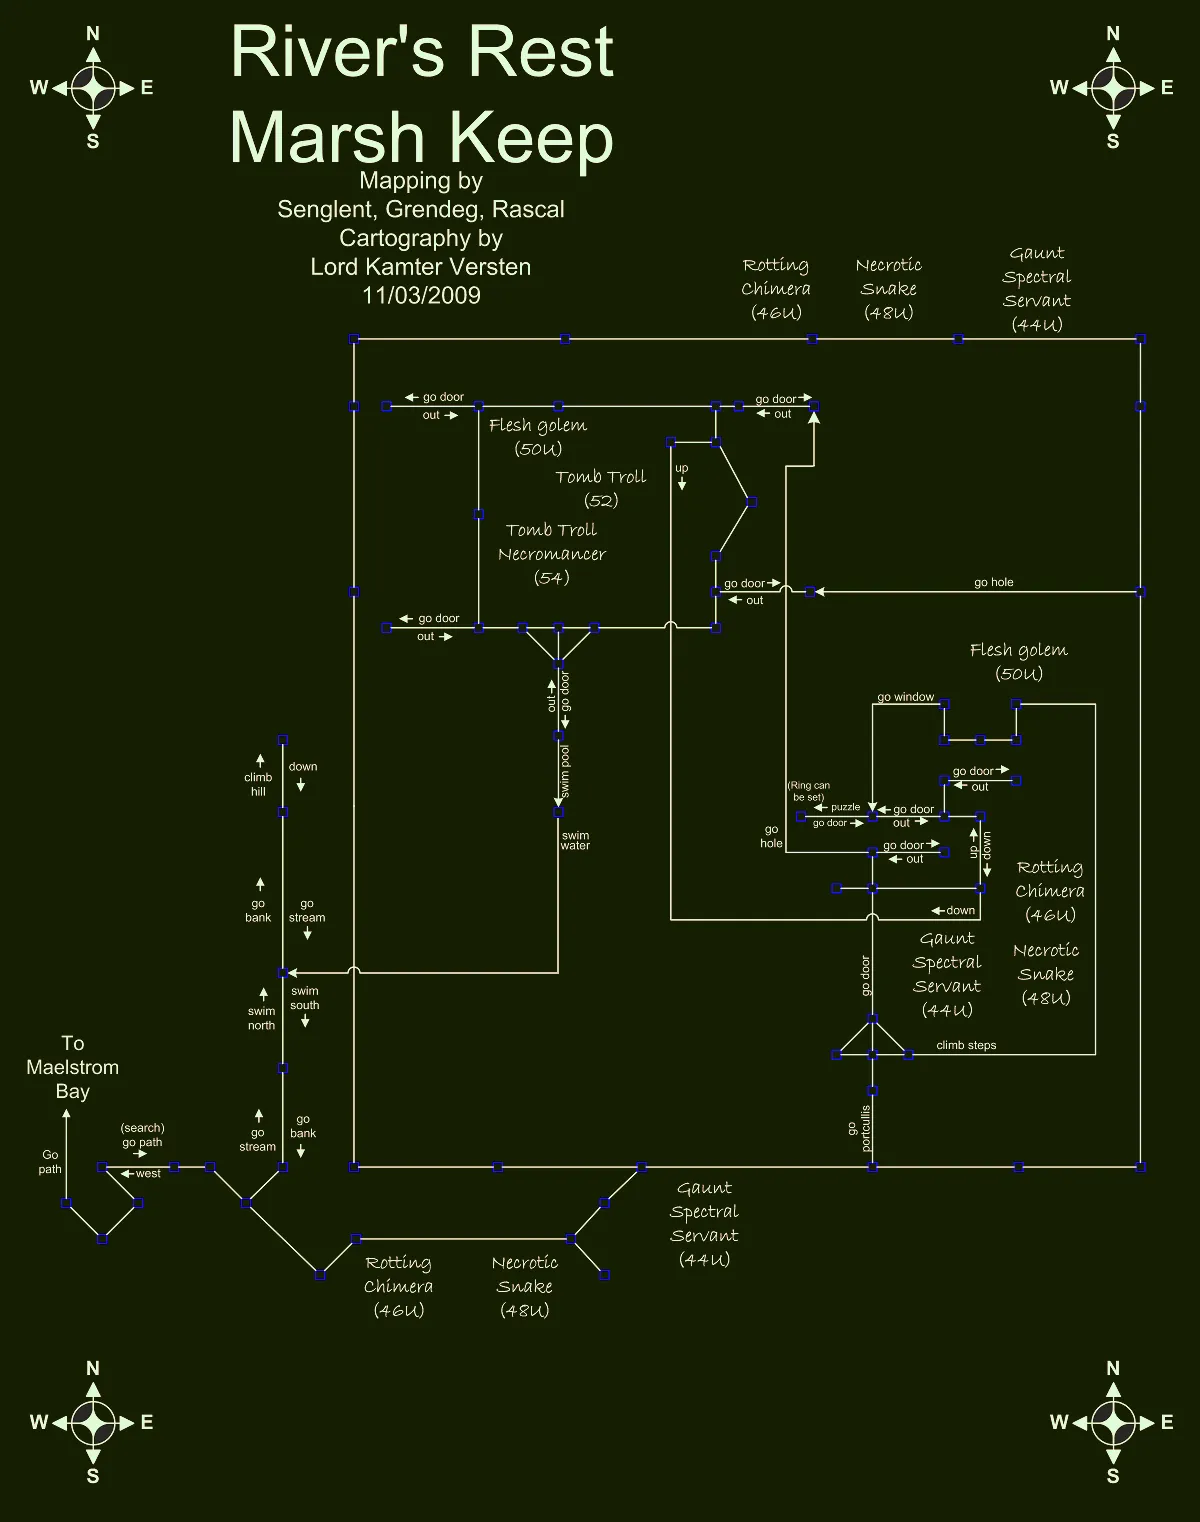 N
W E
S
N
W E
S
River's Rest
Marsh Keep
Mapping by
Senglent, Grendeg, Rascal
Cartography by
Lord Kamter Versten
11/03/2009
Rotting
Chimera
(46U)
Necrotic
Snake
(48U)
Gaunt
Spectral
Servant
(44U)
go door
out
go door
out
Flesh golem
(50U)
up
Tomb Troll
(52)
Tomb Troll
Necromancer
(54)
go door
out
go hole
go door
out
Flesh golem
(50U)
out
go door
go window
swim pool
climb
hill
down
go door
out
(Ring can
be set)
puzzle
go door
go door
out
go
hole
swim
water
go door
out
up
down
Rotting
Chimera
(46U)
go
bank
go
stream
down
Gaunt
Spectral
Servant
(44U)
Necrotic
Snake
(48U)
go door
swim
north
swim
south
climb steps
To
Maelstrom
Bay
go
portcullis
(search)
go path
west
go
stream
go
bank
Go
path
Gaunt
Spectral
Servant
(44U)
Rotting
Chimera
(46U)
Necrotic
Snake
(48U)
N
W E
S
N
W E
S